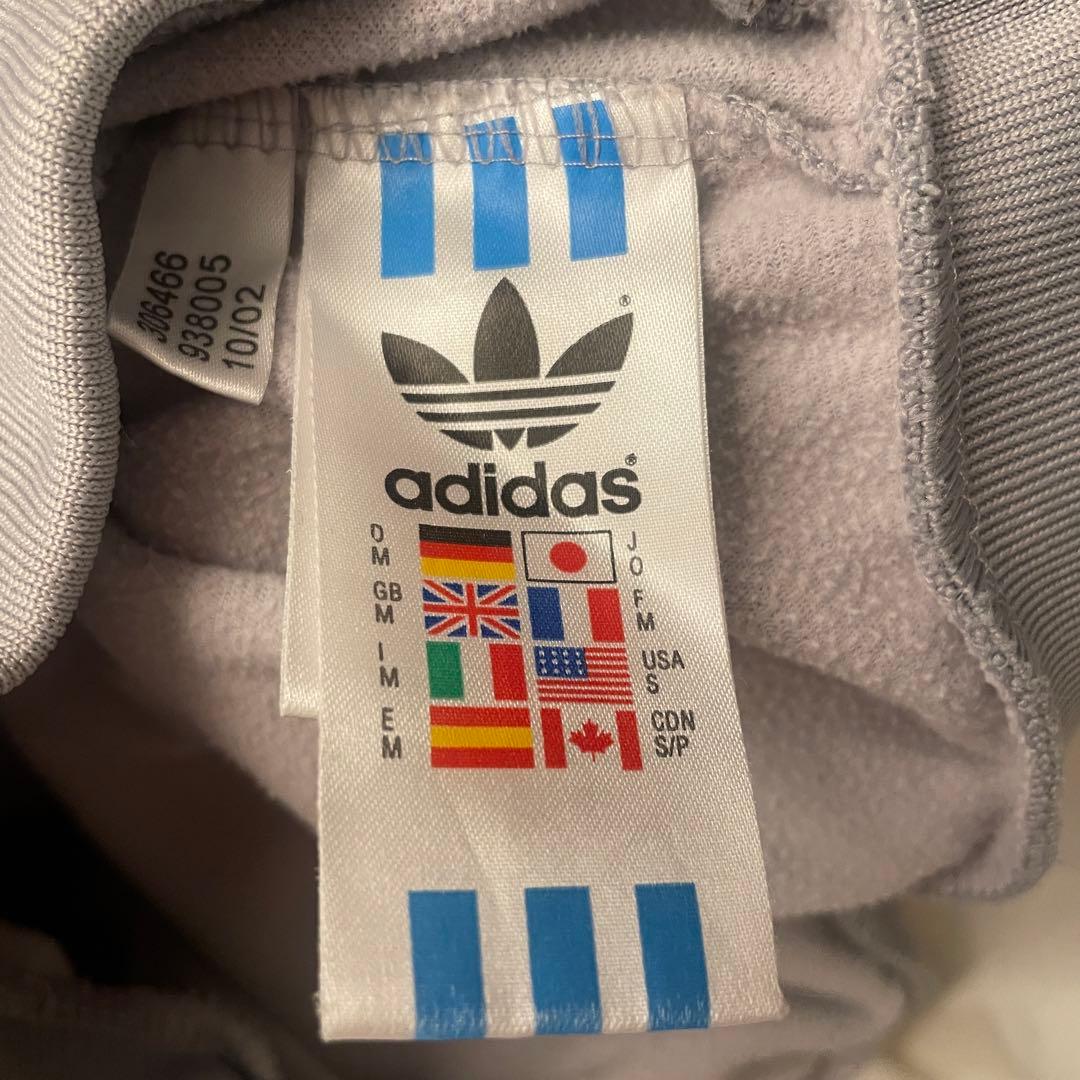 306466
938005
10/02
®
adidas®
D
M
J
O
GB
M
F
M
I
M
USA
S
E
M
CDN
S/P